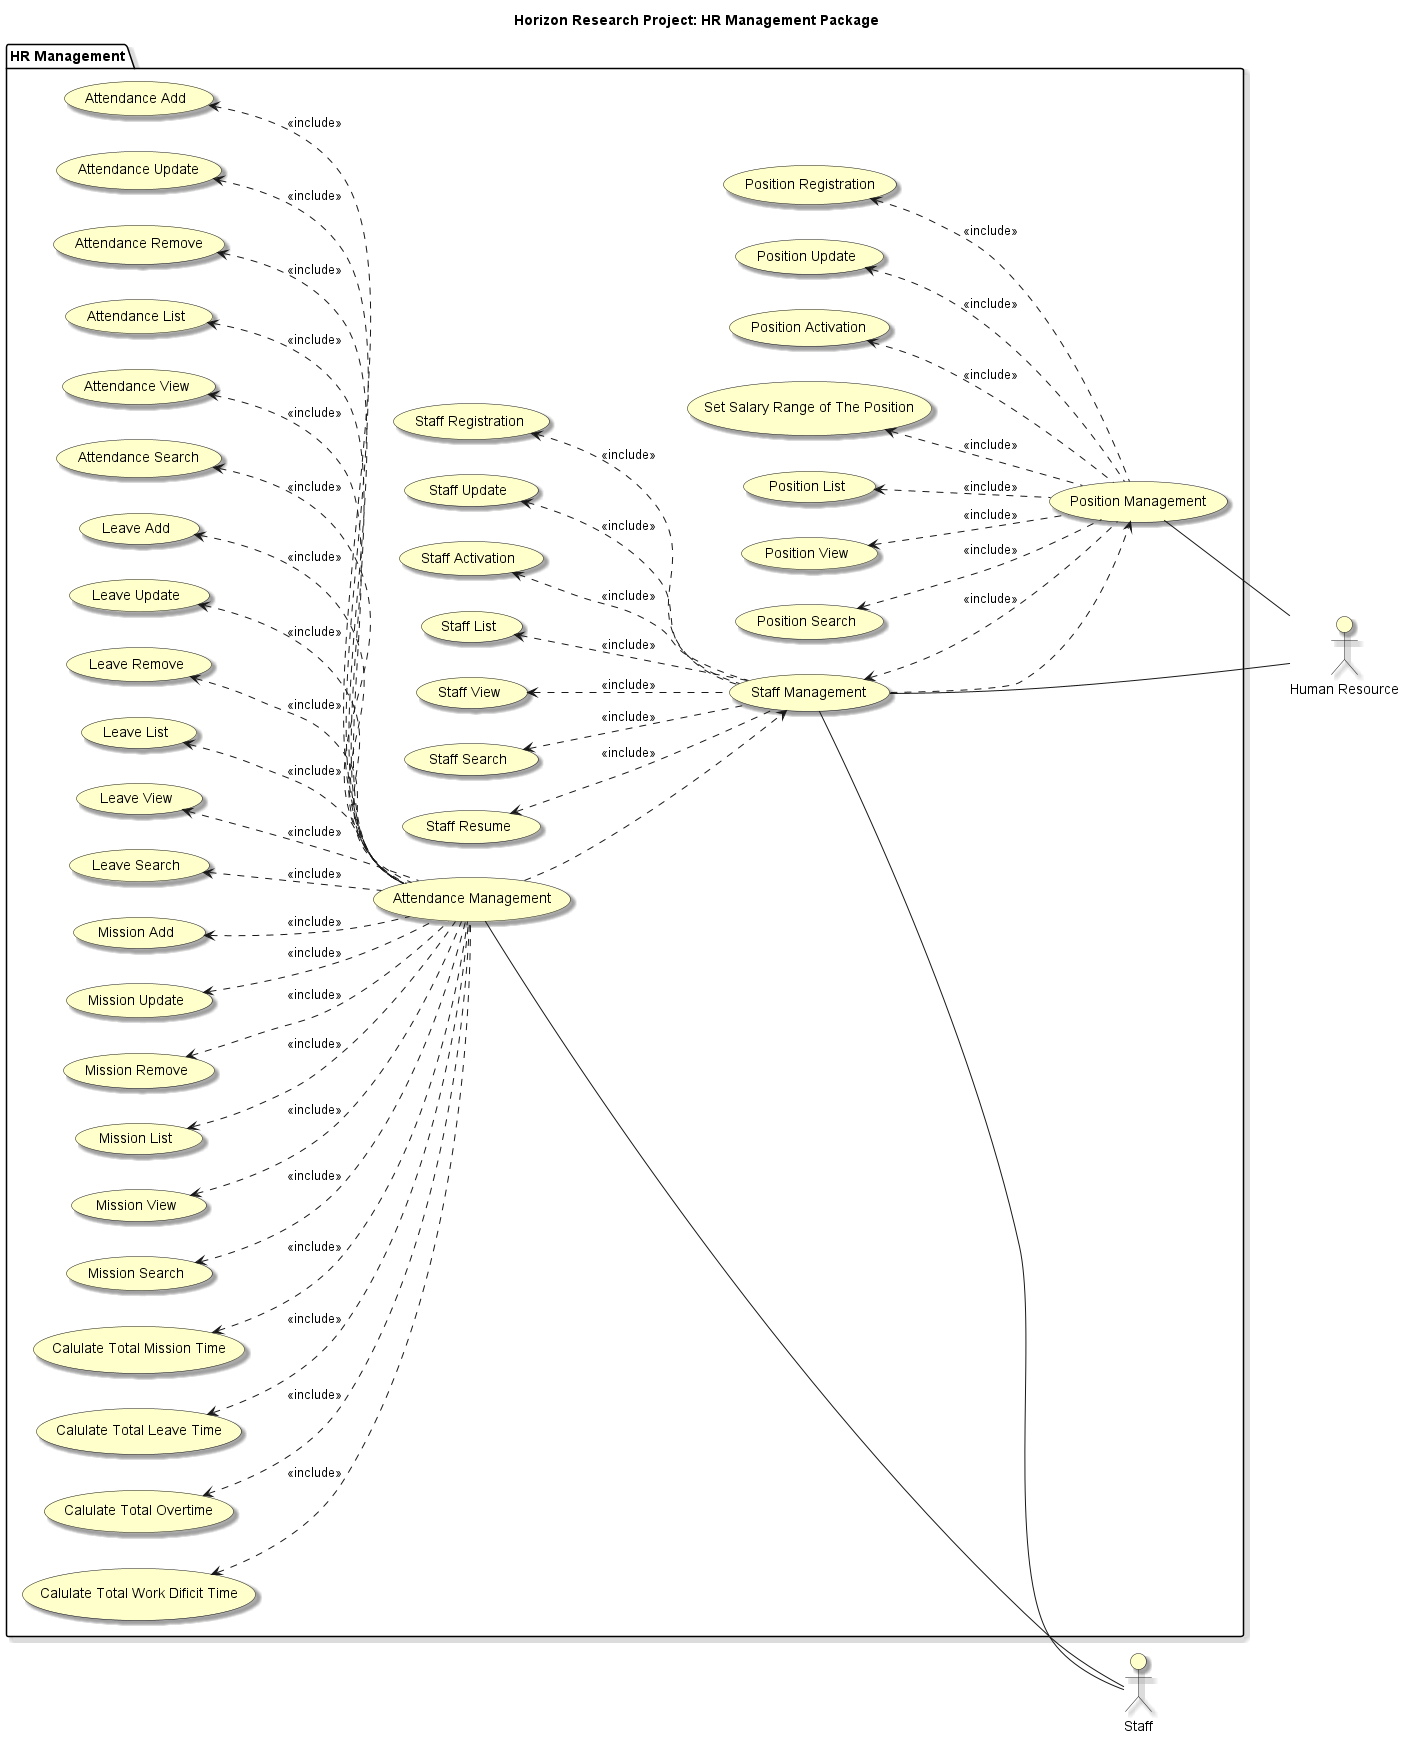 Horizon Research Project: HR Management Package
HR Management
Attendance Add
«include»
Attendance Update
«include»
Attendance Remove
«include»
Attendance List
«include»
Attendance View
«include»
Attendance Search
«include»
Leave Add
«include»
Leave Update
«include»
Leave Remove
«include»
Leave List
«include»
Leave View
«include»
Leave Search
«include»
Mission Add
«include»
Mission Update
«include»
Mission Remove
«include»
Mission List
«include»
Mission View
«include»
Mission Search
«include»
Calulate Total Mission Time
«include»
Calulate Total Leave Time
«include»
Calulate Total Overtime
«include»
Calulate Total Work Dificit Time
«include»
Attendance Management
Staff Registration
«include»
Staff Update
«include»
Staff Activation
«include»
Staff List
«include»
Staff View
«include»
Staff Search
«include»
Staff Resume
«include»
Staff Management
Position Registration
«include»
Position Update
«include»
Position Activation
«include»
Set Salary Range of The Position
«include»
Position List
«include»
Position View
«include»
Position Search
«include»
«include»
Position Management
Human Resource
Staff